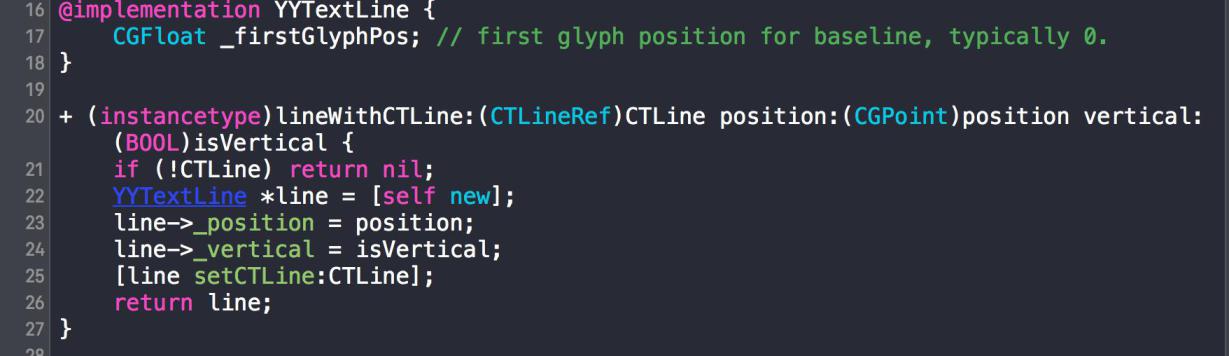 16 @implementation YYTextLine {
17     CGFloat _firstGlyphPos; // first glyph position for baseline, typically 0.
18 }
19
20 + (instancetype)lineWithCTLine:(CTLineRef)CTLine position:(CGPoint)position vertical:
    (BOOL)isVertical {
21     if (!CTLine) return nil;
22     YYTextLine *line = [self new];
23     line->_position = position;
24     line->_vertical = isVertical;
25     [line setCTLine:CTLine];
26     return line;
27 }
28